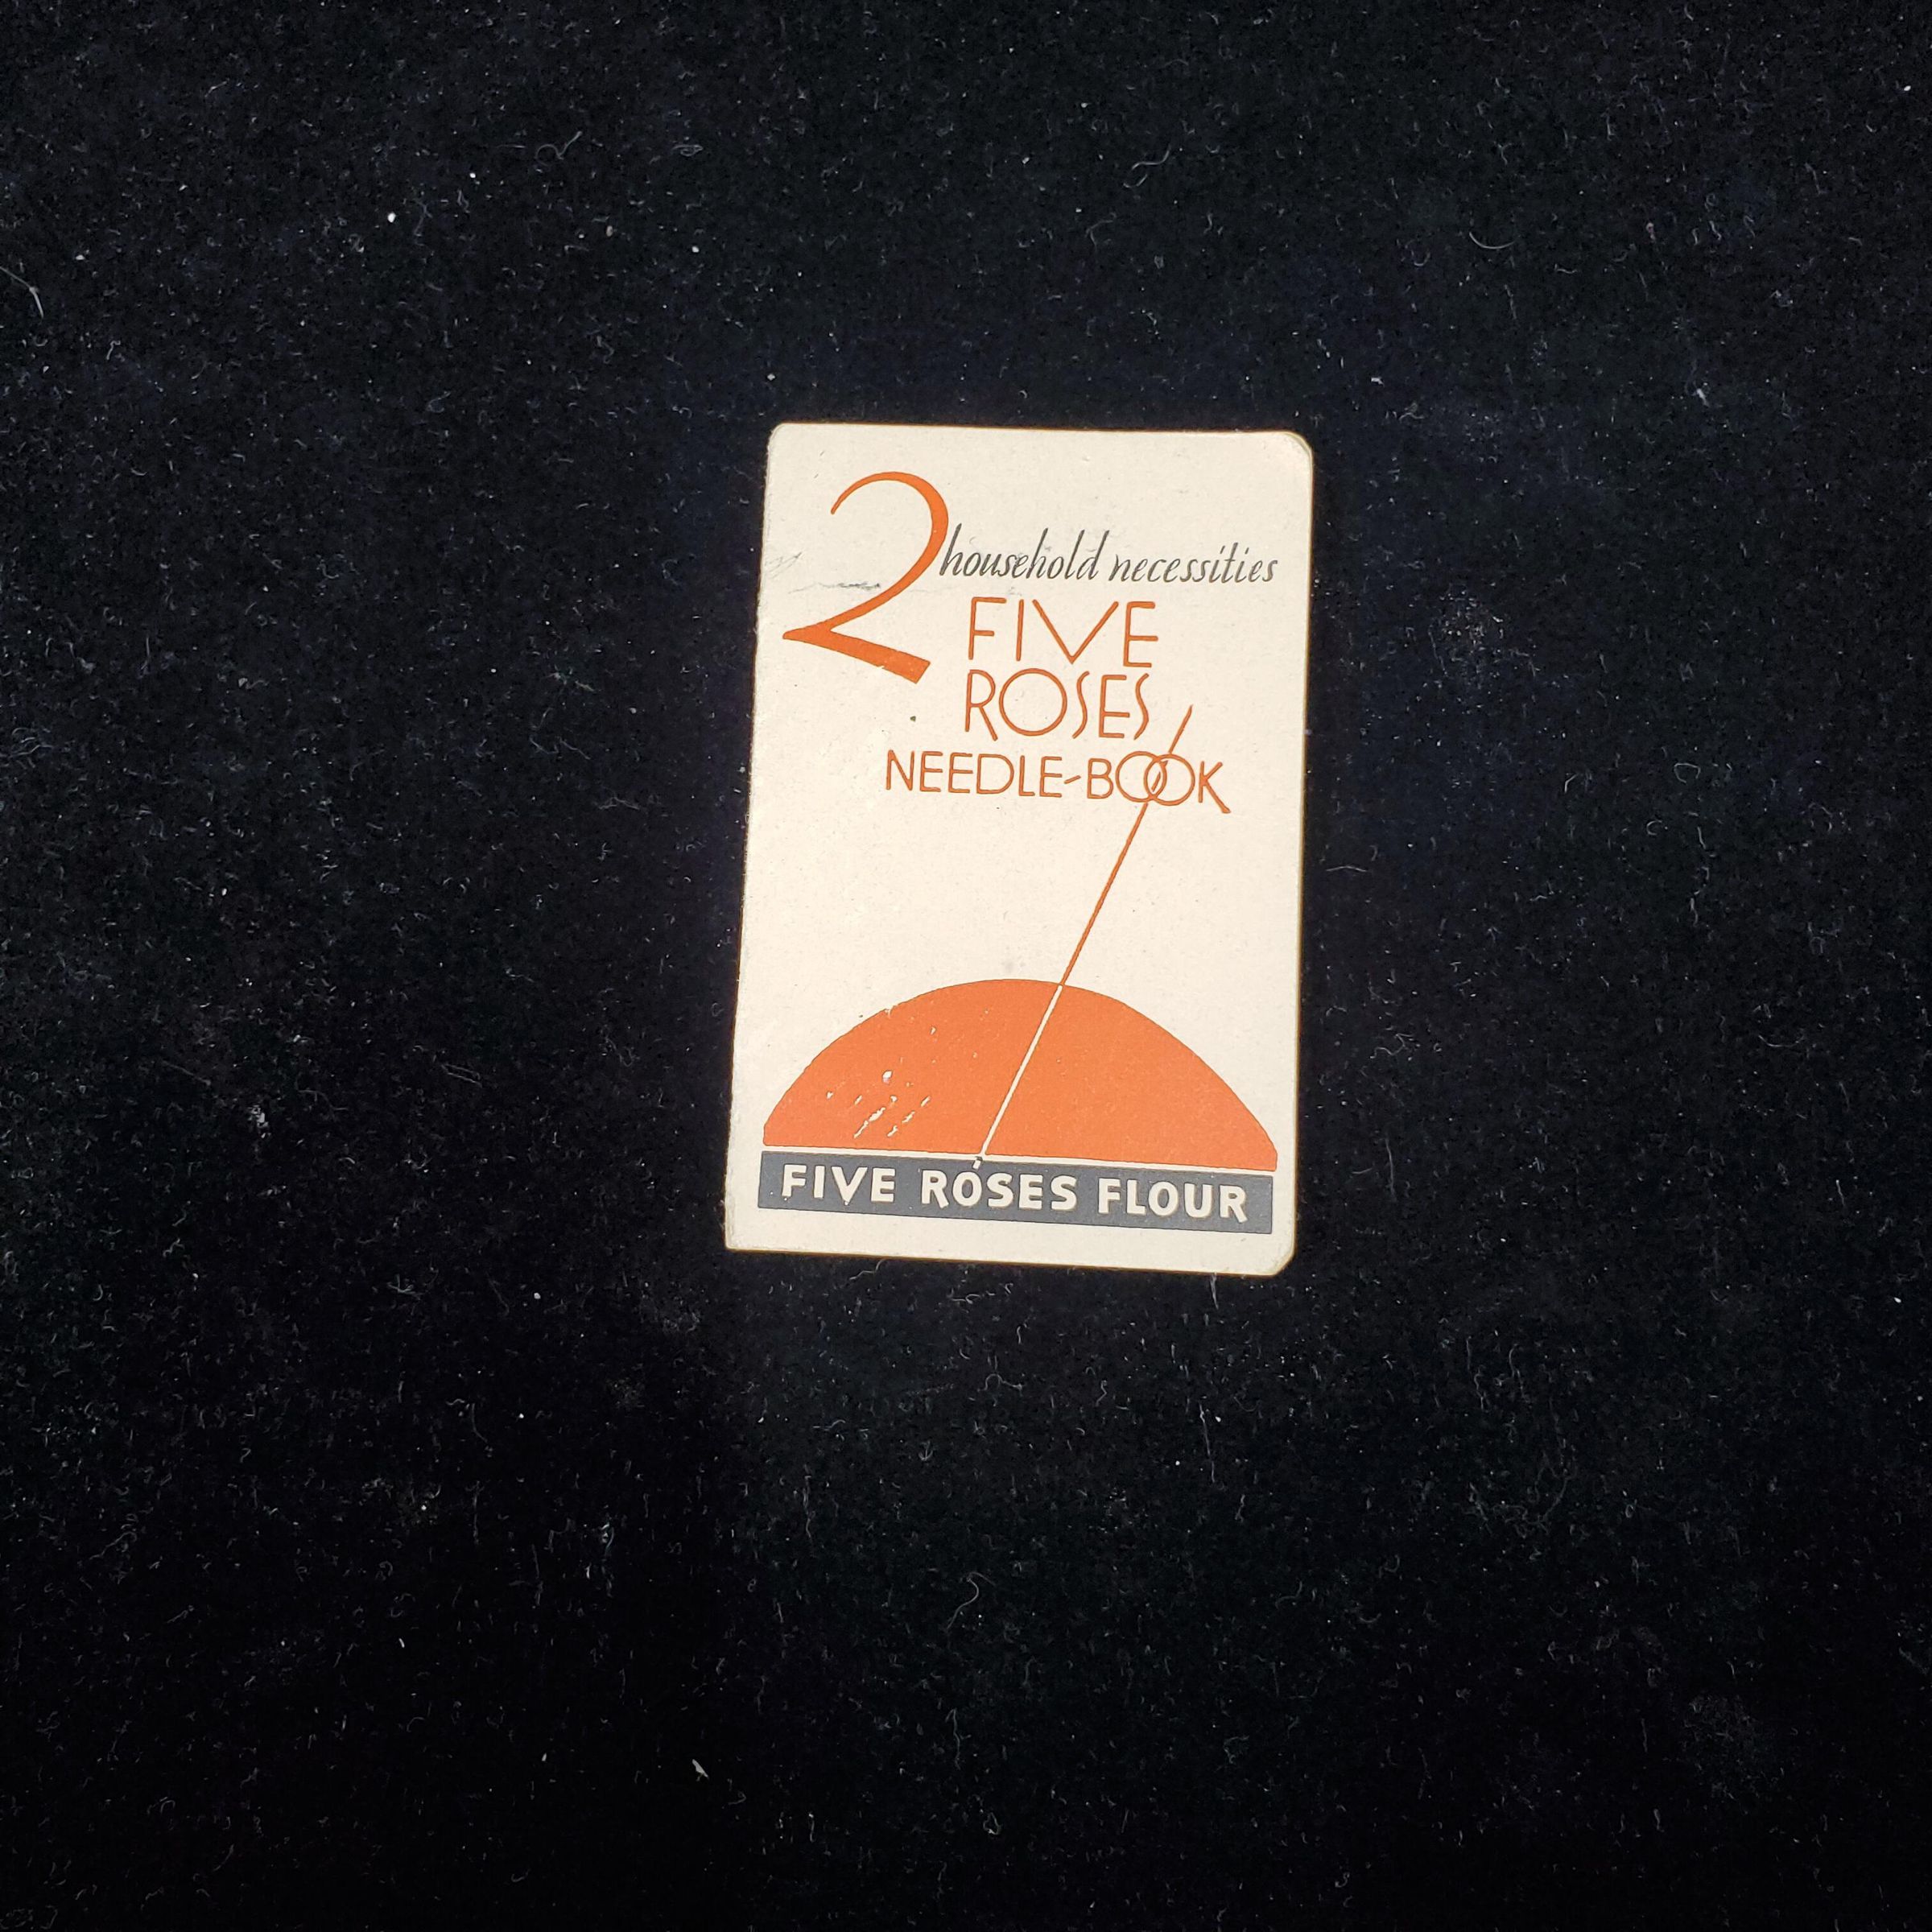 2 household necessities
FIVE
ROSES
NEEDLE-BOOK
FIVE ROSES FLOUR